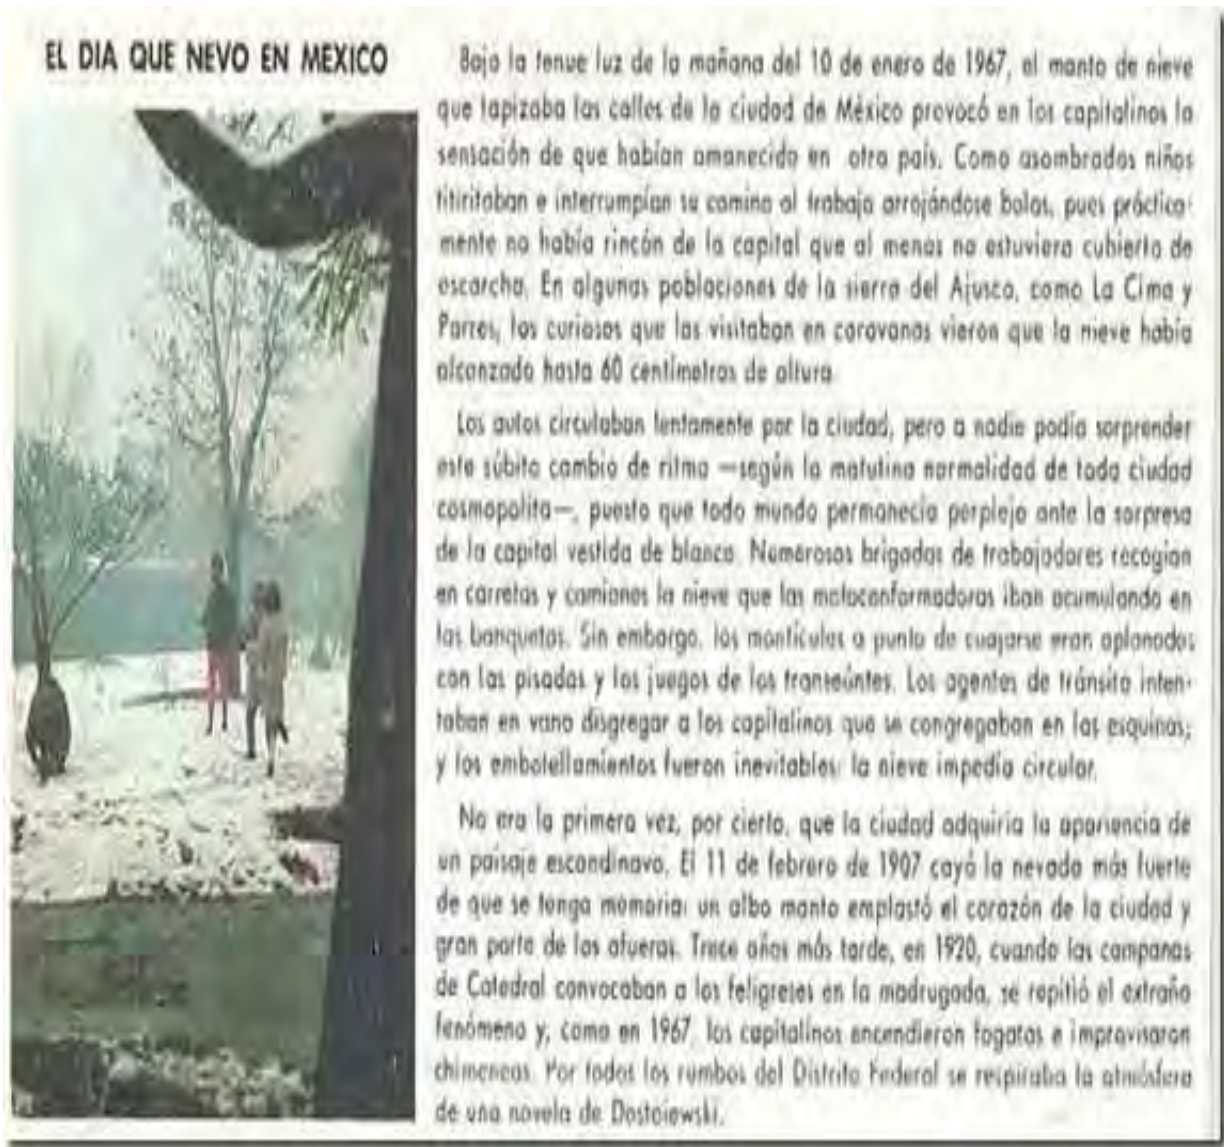 EL DIA QUE NEVO EN MEXICO
Bajo la tenue luz de la mañana del 10 de enero de 1967, el manto de nieve
que tapizaba las calles de la ciudad de México provocó en los capitalinos la
sensación de que habían amanecido en otro país. Como asombrados niños
titiritaban e interrumpían su camino al trabajo arrojándose bolas, pues práctica-
mente no había rincón de la capital que al menos no estuviera cubierto de
escarcha. En algunas poblaciones de la sierra del Ajusco, como La Cima y
Parres, los curiosos que las visitaban en caravanas vieron que la nieve había
alcanzado hasta 60 centímetros de altura.
Los autos circulaban lentamente por la ciudad, pero a nadie podía sorprender
este súbito cambio de ritmo —según la matutina normalidad de toda ciudad
cosmopolita—, puesto que todo mundo permanecía perplejo ante la sorpresa
de la capital vestida de blanco. Numerosas brigadas de trabajadores recogían
en carretas y camiones la nieve que las motoconformadoras iban acumulando en
las banquetas. Sin embargo, los montículos a punto de cuajarse eran aplanados
con las pisadas y los juegos de los transeúntes. Los agentes de tránsito inten-
taban en vano disgregar a los capitalinos que se congregaban en las esquinas;
y los embotellamientos fueron inevitables: la nieve impedía circular.
No era la primera vez, por cierto, que la ciudad adquiría la apariencia de
un paisaje escandinavo. El 11 de febrero de 1907 cayó la nevada más fuerte
de que se tenga memoria: un albo manto emplastó el corazón de la ciudad y
gran parte de las afueras. Trece años más tarde, en 1920, cuando las campanas
de Catedral convocaban a los feligreses en la madrugada, se repitió el extraño
fenómeno y, como en 1967, los capitalinos encendieron fogatas e improvisaron
chimeneas. Por todos los rumbos del Distrito Federal se respiraba la atmósfera
de una novela de Dostoiewski.